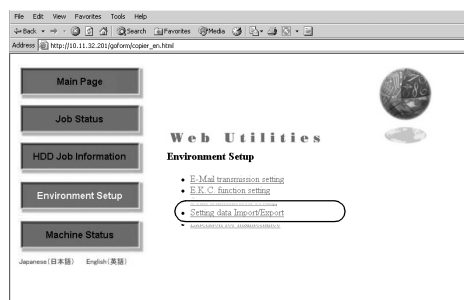 File Edit View Favorites Tools Help
Back Search Favorites Media
Address http://10.11.32.201/goform/copier_en.html
Main Page
Job Status
Web Utilities
HDD Job Information
Environment Setup
E-Mail transmission setting
E.K.C. function setting
Environment Setup
Setting data Import/Export
Machine Status
Japanese(日本語) English(英語)